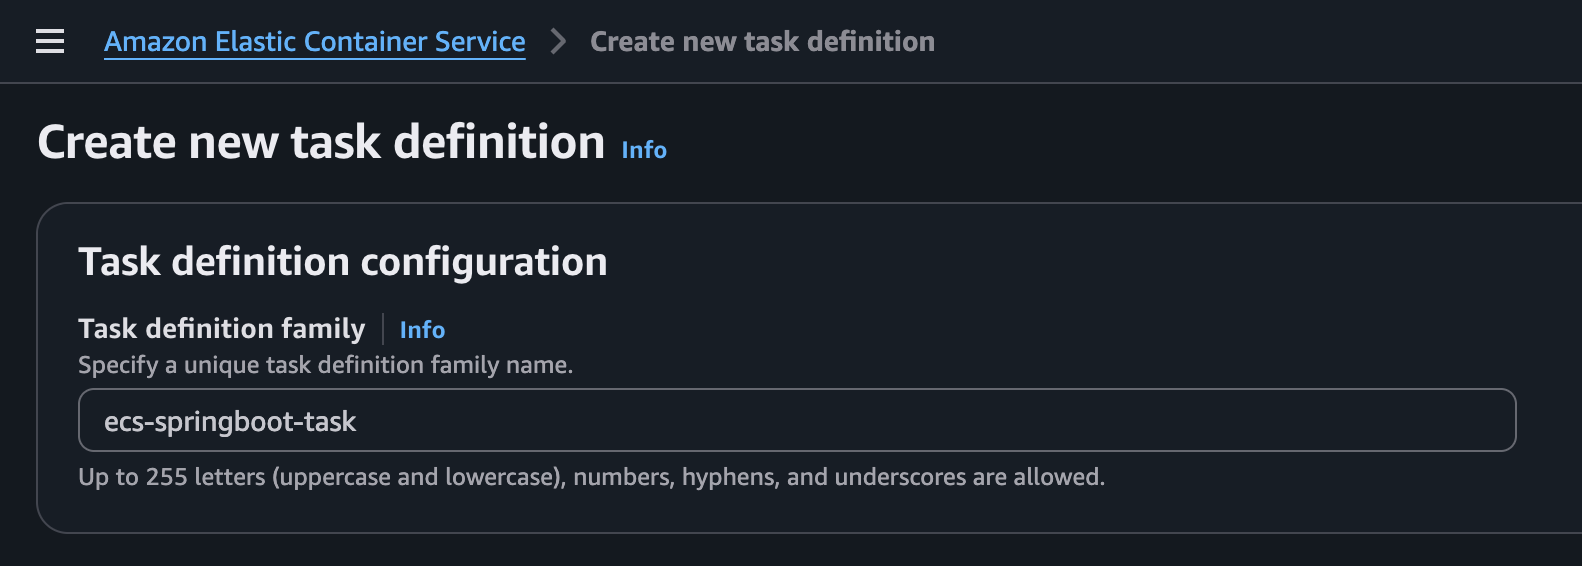 Amazon Elastic Container Service > Create new task definition
Create new task definition Info
Task definition configuration
Task definition family Info
Specify a unique task definition family name.
ecs-springboot-task
Up to 255 letters (uppercase and lowercase), numbers, hyphens, and underscores are allowed.